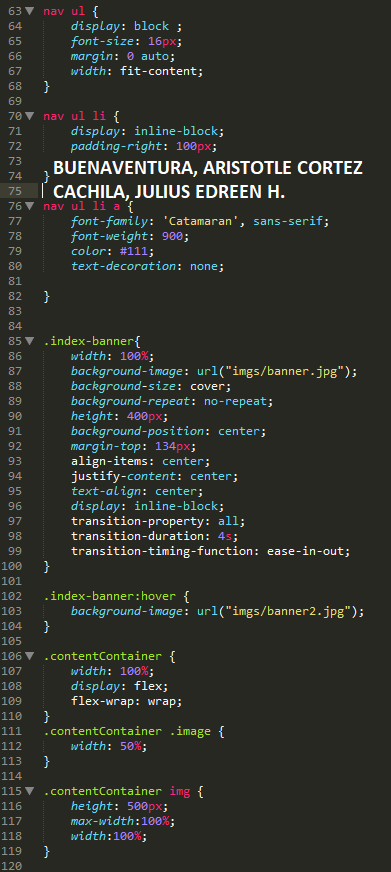 63 nav ul {
64 display: block ;
65 font-size: 16px;
66 margin: 0 auto;
67 width: fit-content;
68 }
69
70 nav ul li {
71 display: inline-block;
72 padding-right: 100px;
73
BUENAVENTURA, ARISTOTLE CORTEZ
74 }
75
CACHILA, JULIUS EDREEN H.
76 nav ul li a {
77 font-family: 'Catamaran', sans-serif;
78 font-weight: 900;
79 color: #111;
80 text-decoration: none;
81
82 }
83
84
85 .index-banner{
86 width: 100%;
87 background-image: url("imgs/banner.jpg");
88 background-size: cover;
89 background-repeat: no-repeat;
90 height: 400px;
91 background-position: center;
92 margin-top: 134px;
93 align-items: center;
94 justify-content: center;
95 text-align: center;
96 display: inline-block;
97 transition-property: all;
98 transition-duration: 4s;
99 transition-timing-function: ease-in-out;
100 }
101
102 .index-banner:hover {
103 background-image: url("imgs/banner2.jpg");
104 }
105
106 .contentContainer {
107 width: 100%;
108 display: flex;
109 flex-wrap: wrap;
110 }
111 .contentContainer .image {
112 width: 50%;
113 }
114
115 .contentContainer img {
116 height: 500px;
117 max-width:100%;
118 width:100%;
119 }
120